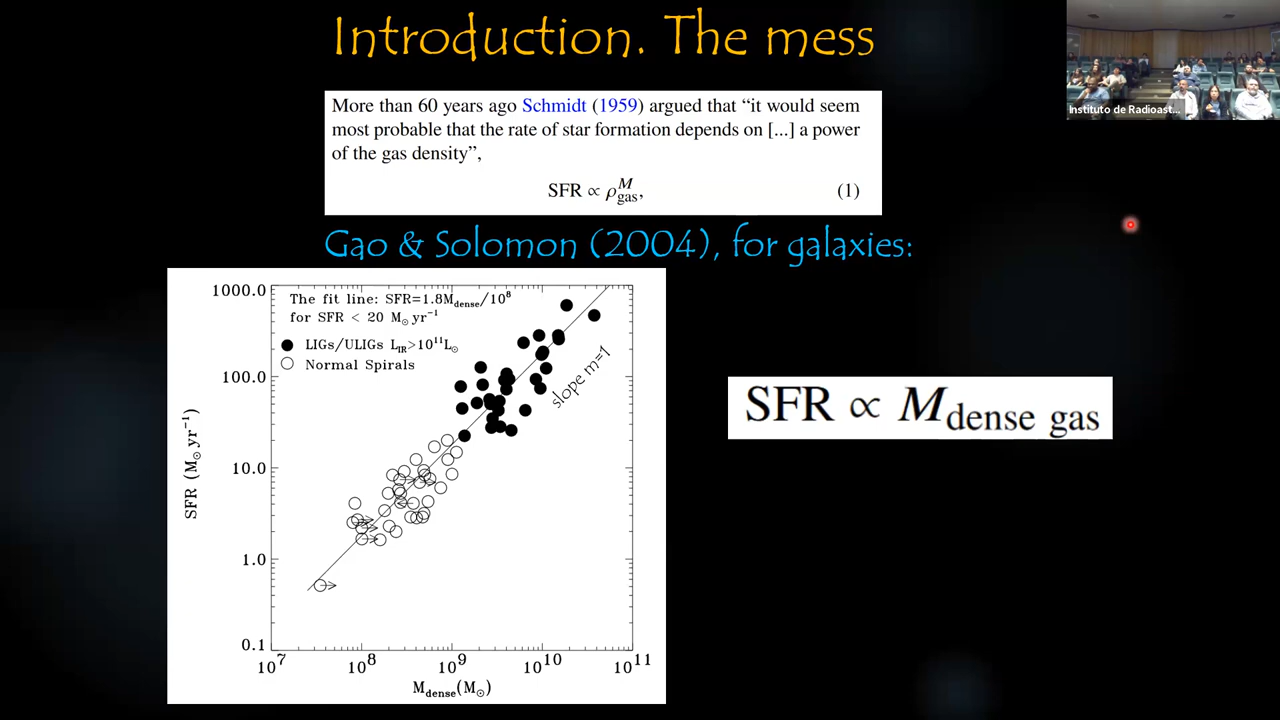 Introduction. The mess
Instituto de Radioast...
More than 60 years ago Schmidt (1959) argued that “it would seem
most probable that the rate of star formation depends on [...] a power
of the gas density”,
SFR ∝ ρ_gas^M, (1)
Gao & Solomon (2004), for galaxies:
The fit line: SFR=1.8M_dense/10^8
for SFR < 20 M_⊙ yr^-1
LIGs/ULIGs L_IR>10^11L_⊙
Normal Spirals
slope m=1
1000.0
100.0
10.0
1.0
0.1
SFR (M_⊙ yr^-1)
10^7 10^8 10^9 10^10 10^11
M_dense(M_⊙)
SFR ∝ M_dense gas